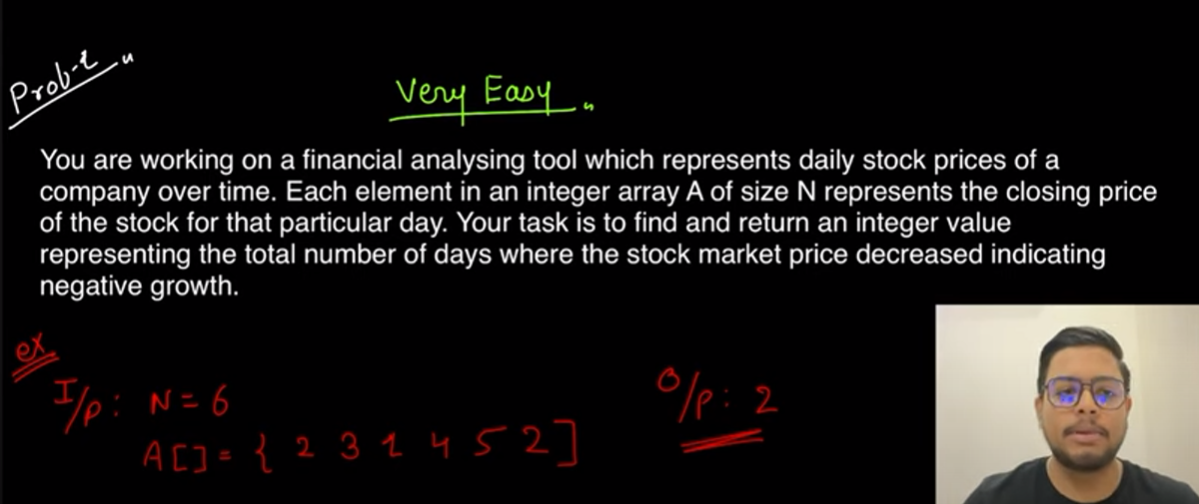 Prob-1 "
Very Easy "
You are working on a financial analysing tool which represents daily stock prices of a
company over time. Each element in an integer array A of size N represents the closing price
of the stock for that particular day. Your task is to find and return an integer value
representing the total number of days where the stock market price decreased indicating
negative growth.
ex
I/p: N = 6
O/p: 2
A[] = { 2 3 1 4 5 2 ]